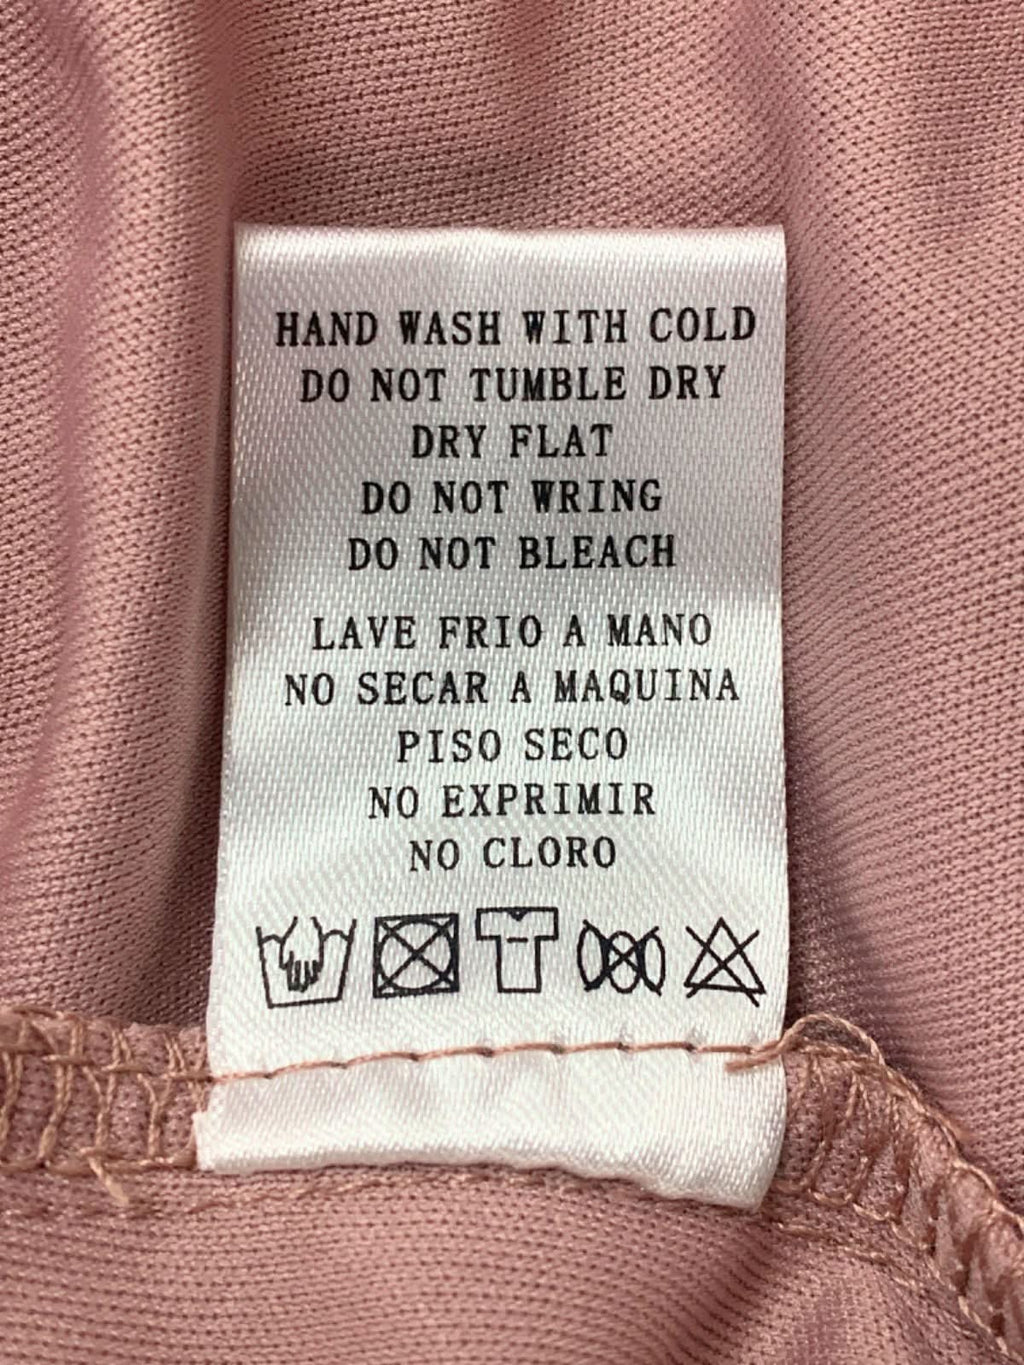 HAND WASH WITH COLD
DO NOT TUMBLE DRY
DRY FLAT
DO NOT WRING
DO NOT BLEACH
LAVE FRIO A MANO
NO SECAR A MAQUINA
PISO SECO
NO EXPRIMIR
NO CLORO